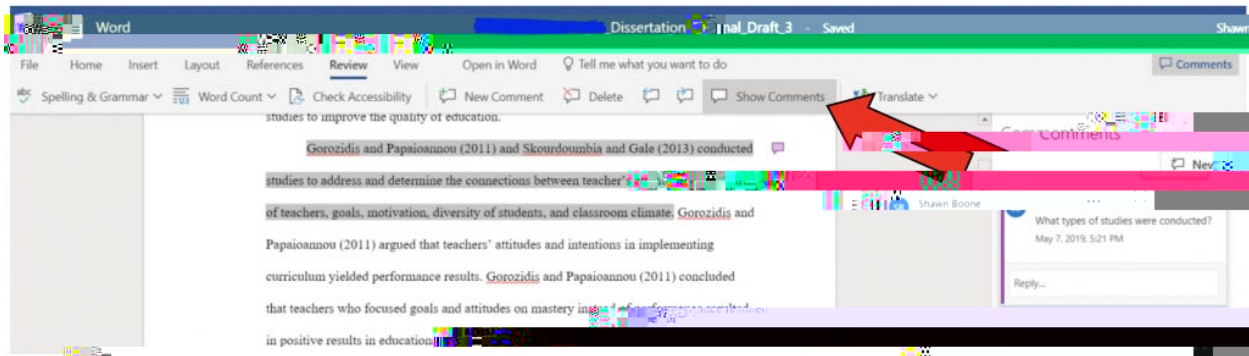 Word
Dissertation nal_Draft_3 - Saved
Shawn
File Home Insert Layout References Review View Open in Word Tell me what you want to do Comments
abc Spelling & Grammar Word Count Check Accessibility New Comment Delete Show Comments Translate
studies to improve the quality of education.
Gorozidis and Papaioannou (2011) and Skourdoumbia and Gale (2013) conducted
studies to address and determine the connections between teacher's
of teachers, goals, motivation, diversity of students, and classroom climate. Gorozidis and
Papaioannou (2011) argued that teachers' attitudes and intentions in implementing
curriculum yielded performance results. Gorozidis and Papaioannou (2011) concluded
that teachers who focused goals and attitudes on mastery
in positive results in education
Comments
New
Shawn Boone
What types of studies were conducted?
May 7, 2019, 5:21 PM
Reply...